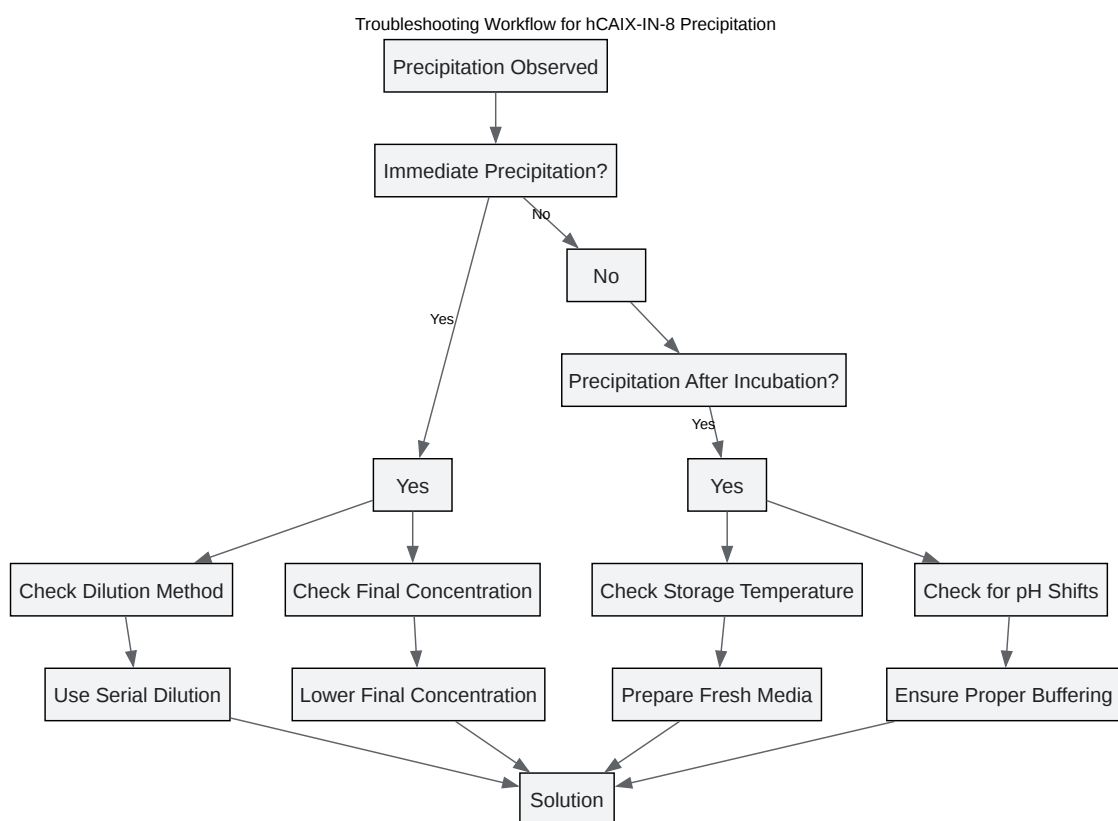 Troubleshooting Workflow for hCAIX-IN-8 Precipitation
Precipitation Observed
Immediate Precipitation?
No
No
Yes
Precipitation After Incubation?
Yes
Yes
Yes
Check Dilution Method
Check Final Concentration
Check Storage Temperature
Check for pH Shifts
Use Serial Dilution
Lower Final Concentration
Prepare Fresh Media
Ensure Proper Buffering
Solution